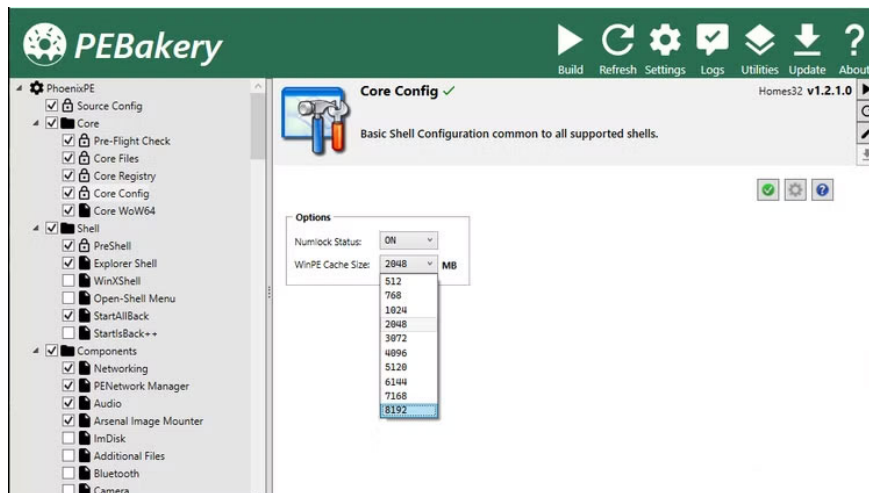 PEBakery
Build Refresh Settings Logs Utilities Update About
PhoenixPE
Source Config
Core
Pre-Flight Check
Core Files
Core Registry
Core Config
Core WoW64
Shell
PreShell
Explorer Shell
WinXShell
Open-Shell Menu
StartAllBack
StartIsBack++
Components
Networking
PENetwork Manager
Audio
Arsenal Image Mounter
ImDisk
Additional Files
Bluetooth
Camera
Core Config
Homes32 v1.2.1.0
Basic Shell Configuration common to all supported shells.
Options
Numlock Status: ON
WinPE Cache Size: 2048 MB
512
768
1024
2048
3072
4096
5120
6144
7168
8192